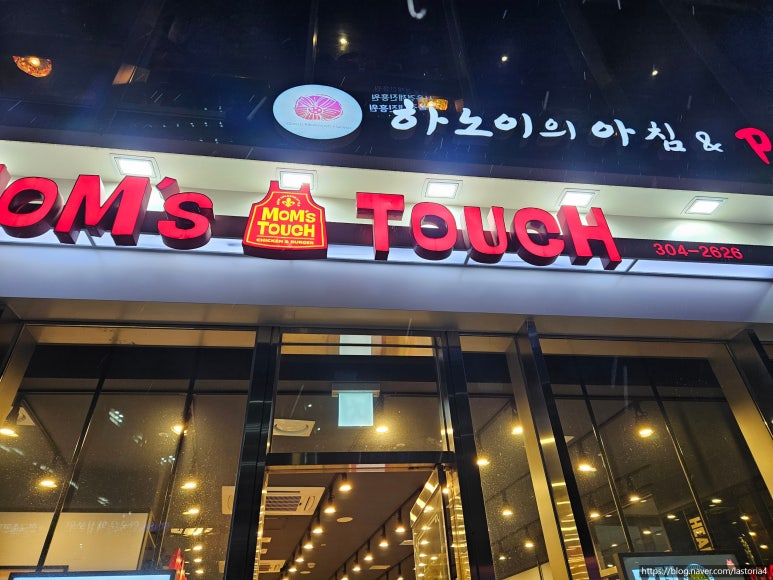 하노이의 아침 & P
MOM'S
MOM'S
TOUCH
CHICKEN & BURGER
TOUCH
304-2626
HEA
https://blog.naver.com/lastoria4